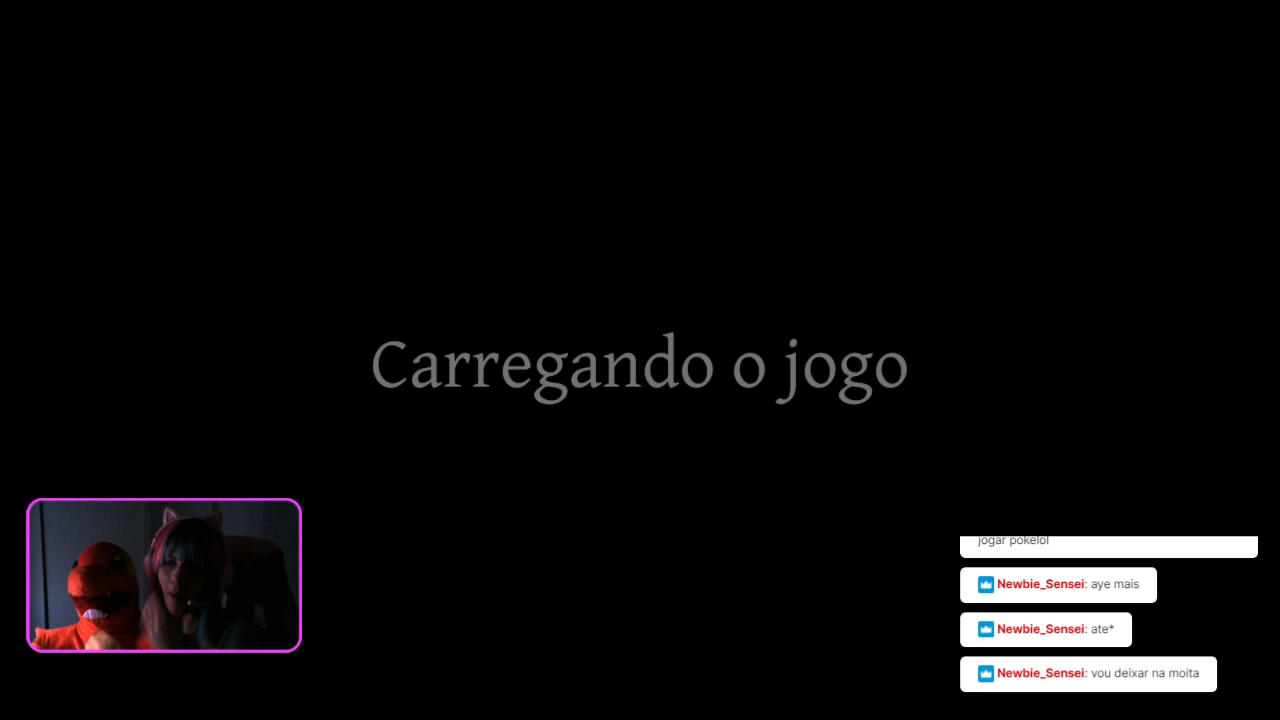 Carregando o jogo
jogar pokelol
Newbie_Sensei: aye mais
Newbie_Sensei: ate*
Newbie_Sensei: vou deixar na moita